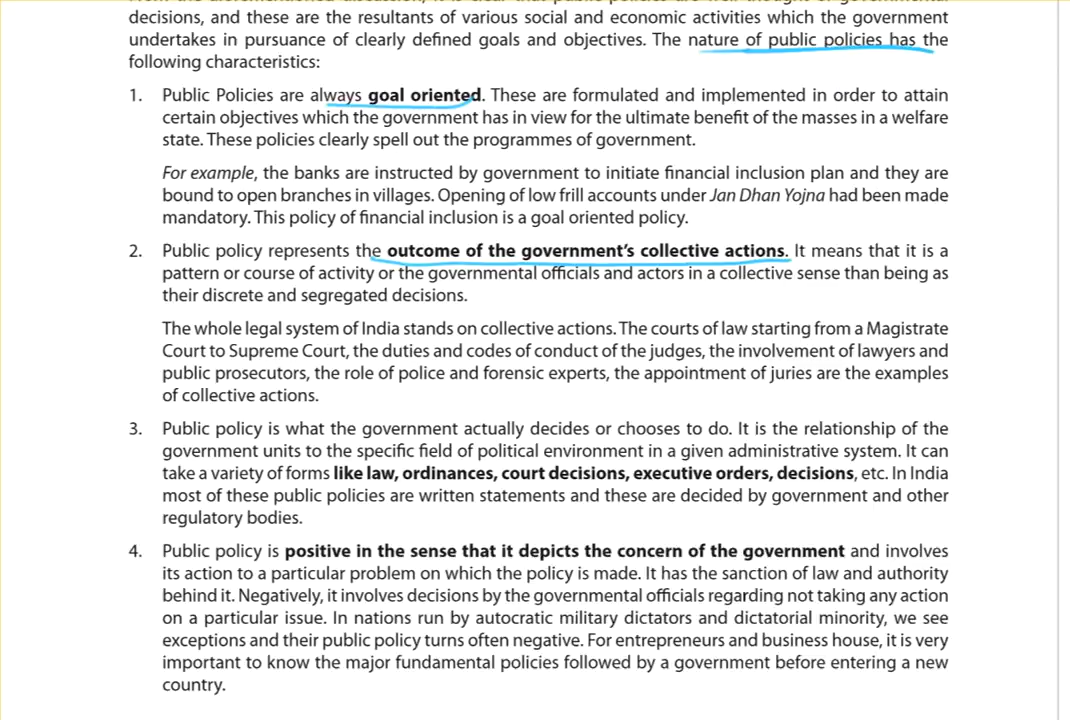 decisions, and these are the resultants of various social and economic activities which the government
undertakes in pursuance of clearly defined goals and objectives. The nature of public policies has the
following characteristics:
1. Public Policies are always goal oriented. These are formulated and implemented in order to attain
certain objectives which the government has in view for the ultimate benefit of the masses in a welfare
state. These policies clearly spell out the programmes of government.
For example, the banks are instructed by government to initiate financial inclusion plan and they are
bound to open branches in villages. Opening of low frill accounts under Jan Dhan Yojna had been made
mandatory. This policy of financial inclusion is a goal oriented policy.
2. Public policy represents the outcome of the government's collective actions. It means that it is a
pattern or course of activity or the governmental officials and actors in a collective sense than being as
their discrete and segregated decisions.
The whole legal system of India stands on collective actions. The courts of law starting from a Magistrate
Court to Supreme Court, the duties and codes of conduct of the judges, the involvement of lawyers and
public prosecutors, the role of police and forensic experts, the appointment of juries are the examples
of collective actions.
3. Public policy is what the government actually decides or chooses to do. It is the relationship of the
government units to the specific field of political environment in a given administrative system. It can
take a variety of forms like law, ordinances, court decisions, executive orders, decisions, etc. In India
most of these public policies are written statements and these are decided by government and other
regulatory bodies.
4. Public policy is positive in the sense that it depicts the concern of the government and involves
its action to a particular problem on which the policy is made. It has the sanction of law and authority
behind it. Negatively, it involves decisions by the governmental officials regarding not taking any action
on a particular issue. In nations run by autocratic military dictators and dictatorial minority, we see
exceptions and their public policy turns often negative. For entrepreneurs and business house, it is very
important to know the major fundamental policies followed by a government before entering a new
country.